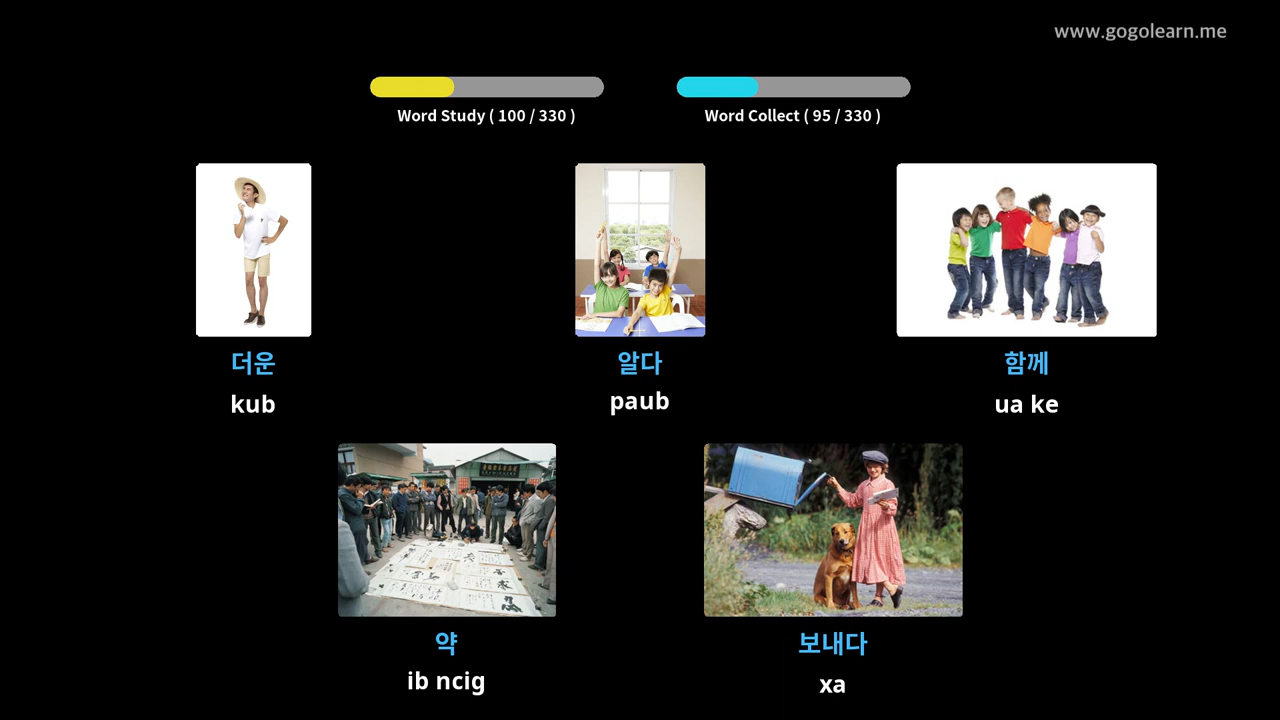 www.gogolearn.me
Word Study ( 100 / 330 )
Word Collect ( 95 / 330 )
더운
kub
알다
paub
함께
ua ke
약
ib ncig
보내다
xa